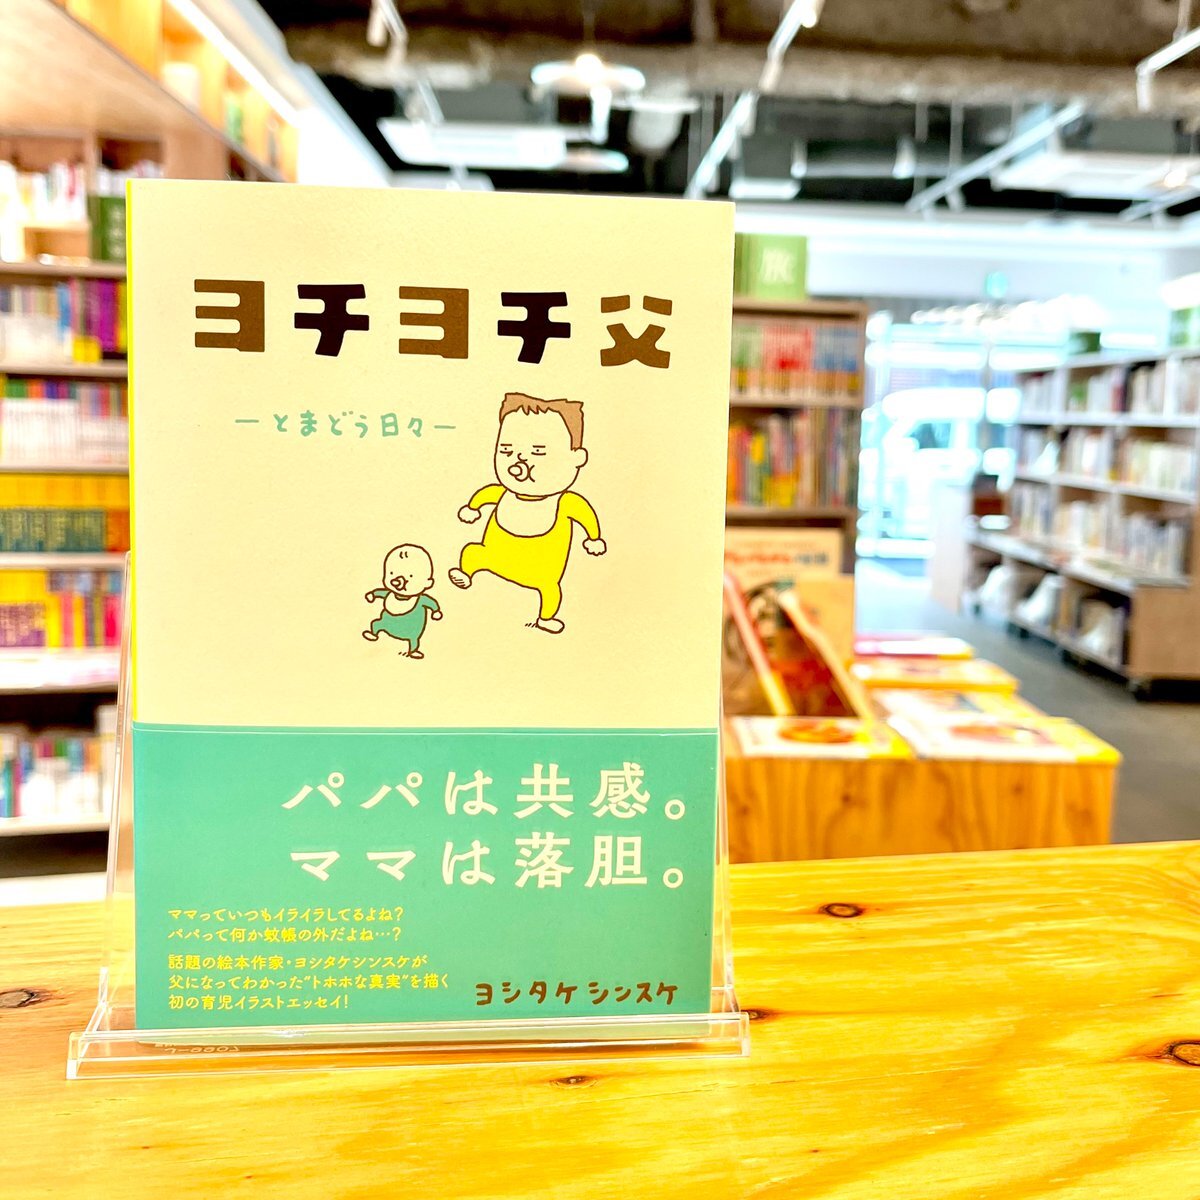 ヨチヨチ父
ーとまどう日々ー
パパは共感。
ママは落胆。
ママっていつもイライラしてるよね?
パパって何か蚊帳の外だよね…?
話題の絵本作家・ヨシタケシンスケが
父になってわかった"トホホな真実"を描く
初の育児イラストエッセイ!
ヨシタケシンスケ
旅